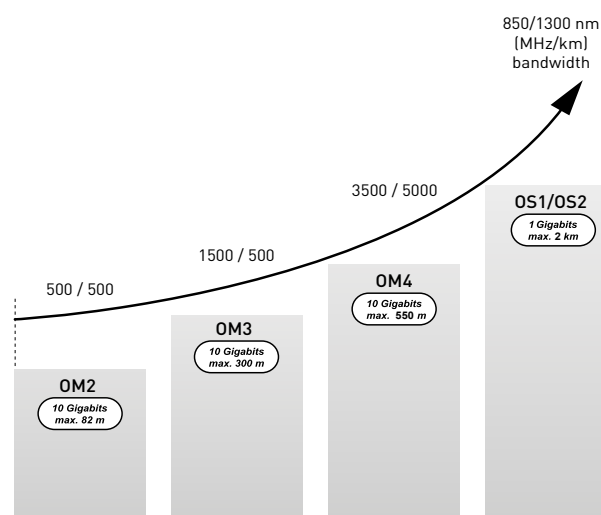 850/1300 nm
(MHz/km)
bandwidth
3500 / 5000
OS1/OS2
1 Gigabits
max. 2 km
1500 / 500
OM4
10 Gigabits
max. 550 m
500 / 500
OM3
10 Gigabits
max. 300 m
OM2
10 Gigabits
max. 82 m